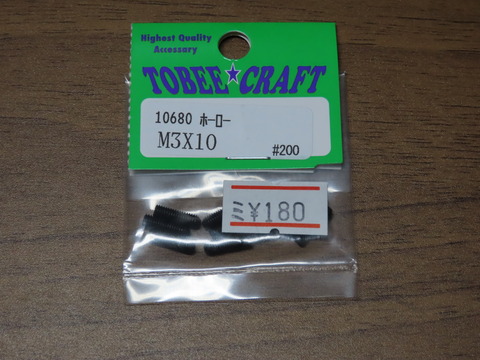 Highest Quality
Accessary
TOBEE★CRAFT
10680 ホーロー
M3X10
#200
ミ¥180